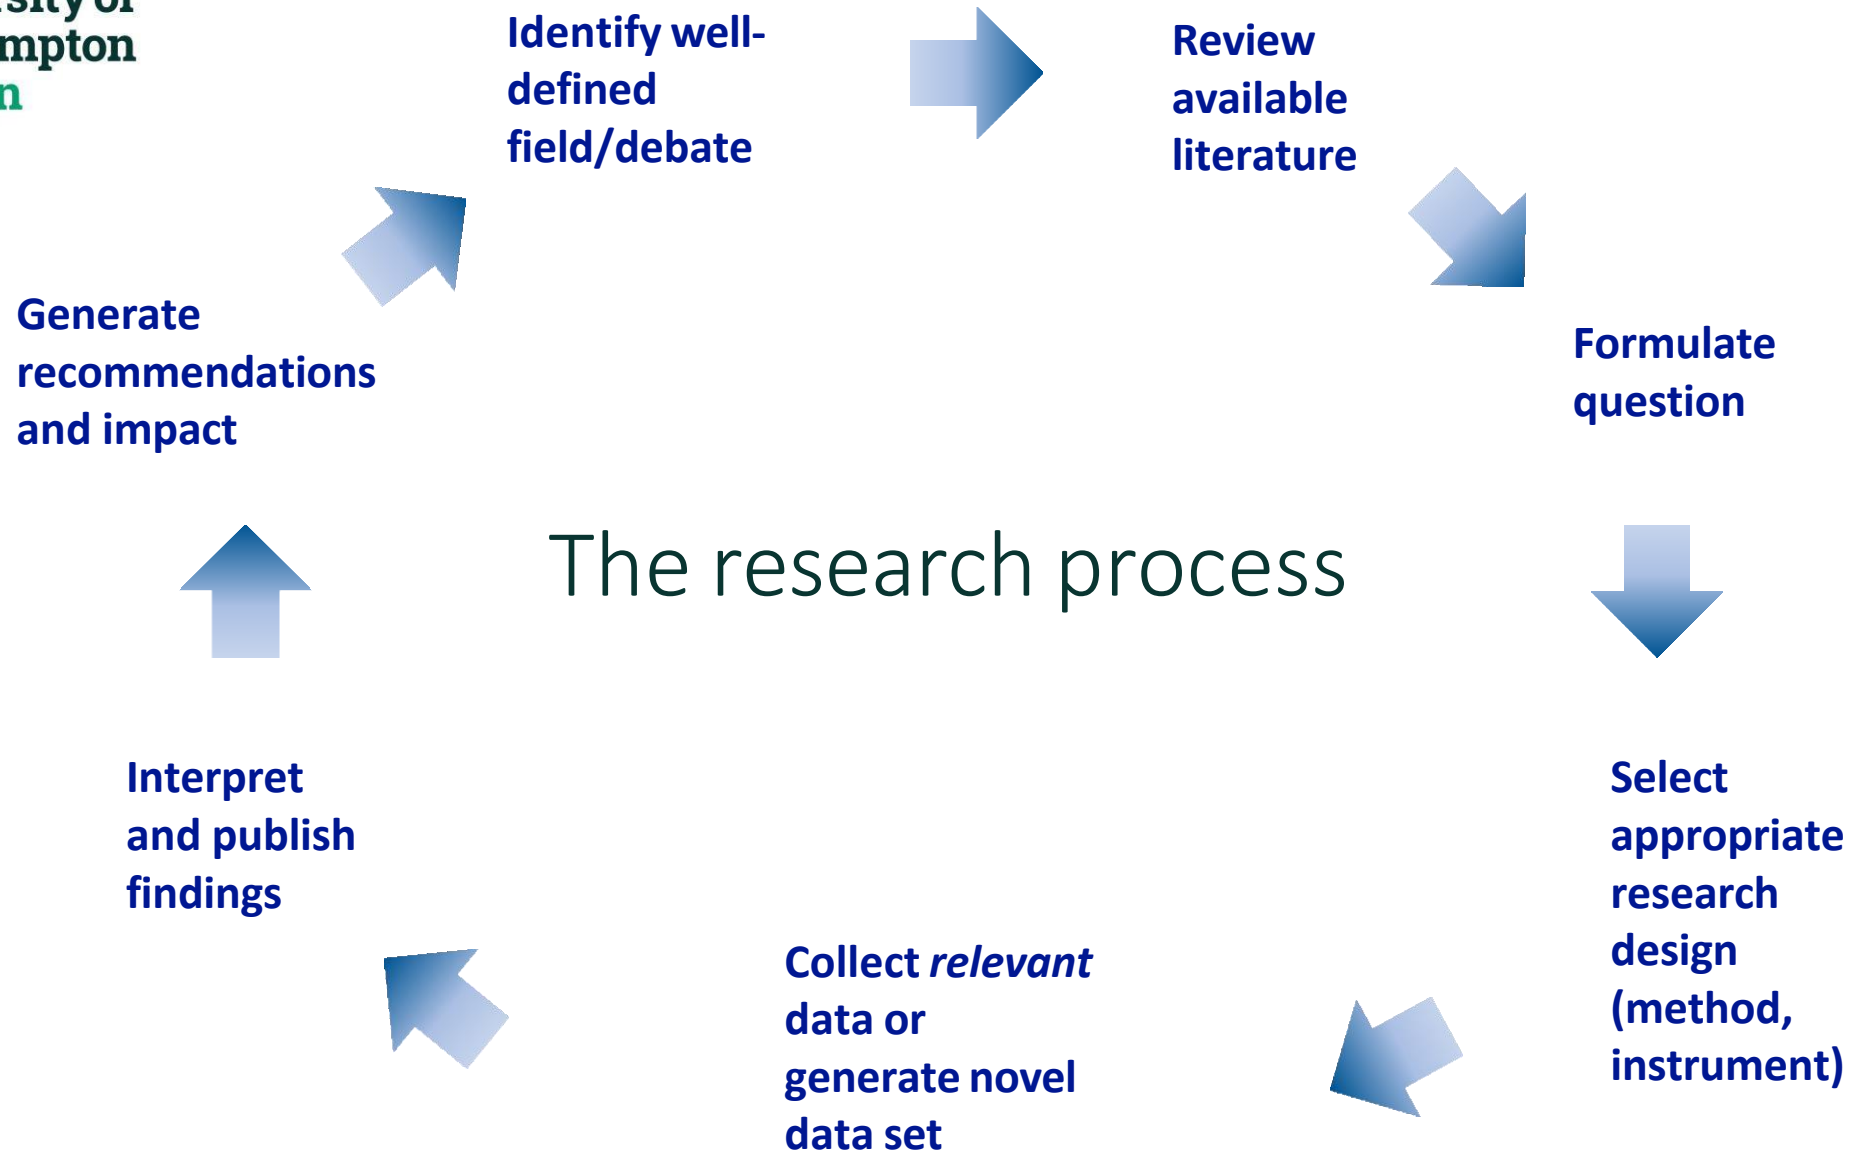 mpton
Identify well-
defined
field/debate
Review
available
literature
Formulate
question
Select
appropriate
research
design
(method,
instrument)
Collect relevant
data or
generate novel
data set
Interpret
and publish
findings
Generate
recommendations
and impact
The research process